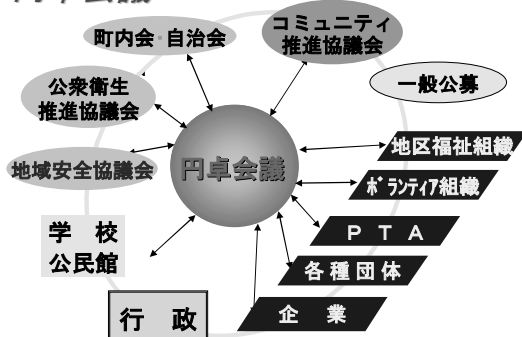 円卓会議
町内会・自治会
コミュニティ
推進協議会
公衆衛生
推進協議会
一般公募
地域安全協議会
円卓会議
地区福祉組織
ボランティア組織
学 校
公民館
PTA
各種団体
行 政
企 業